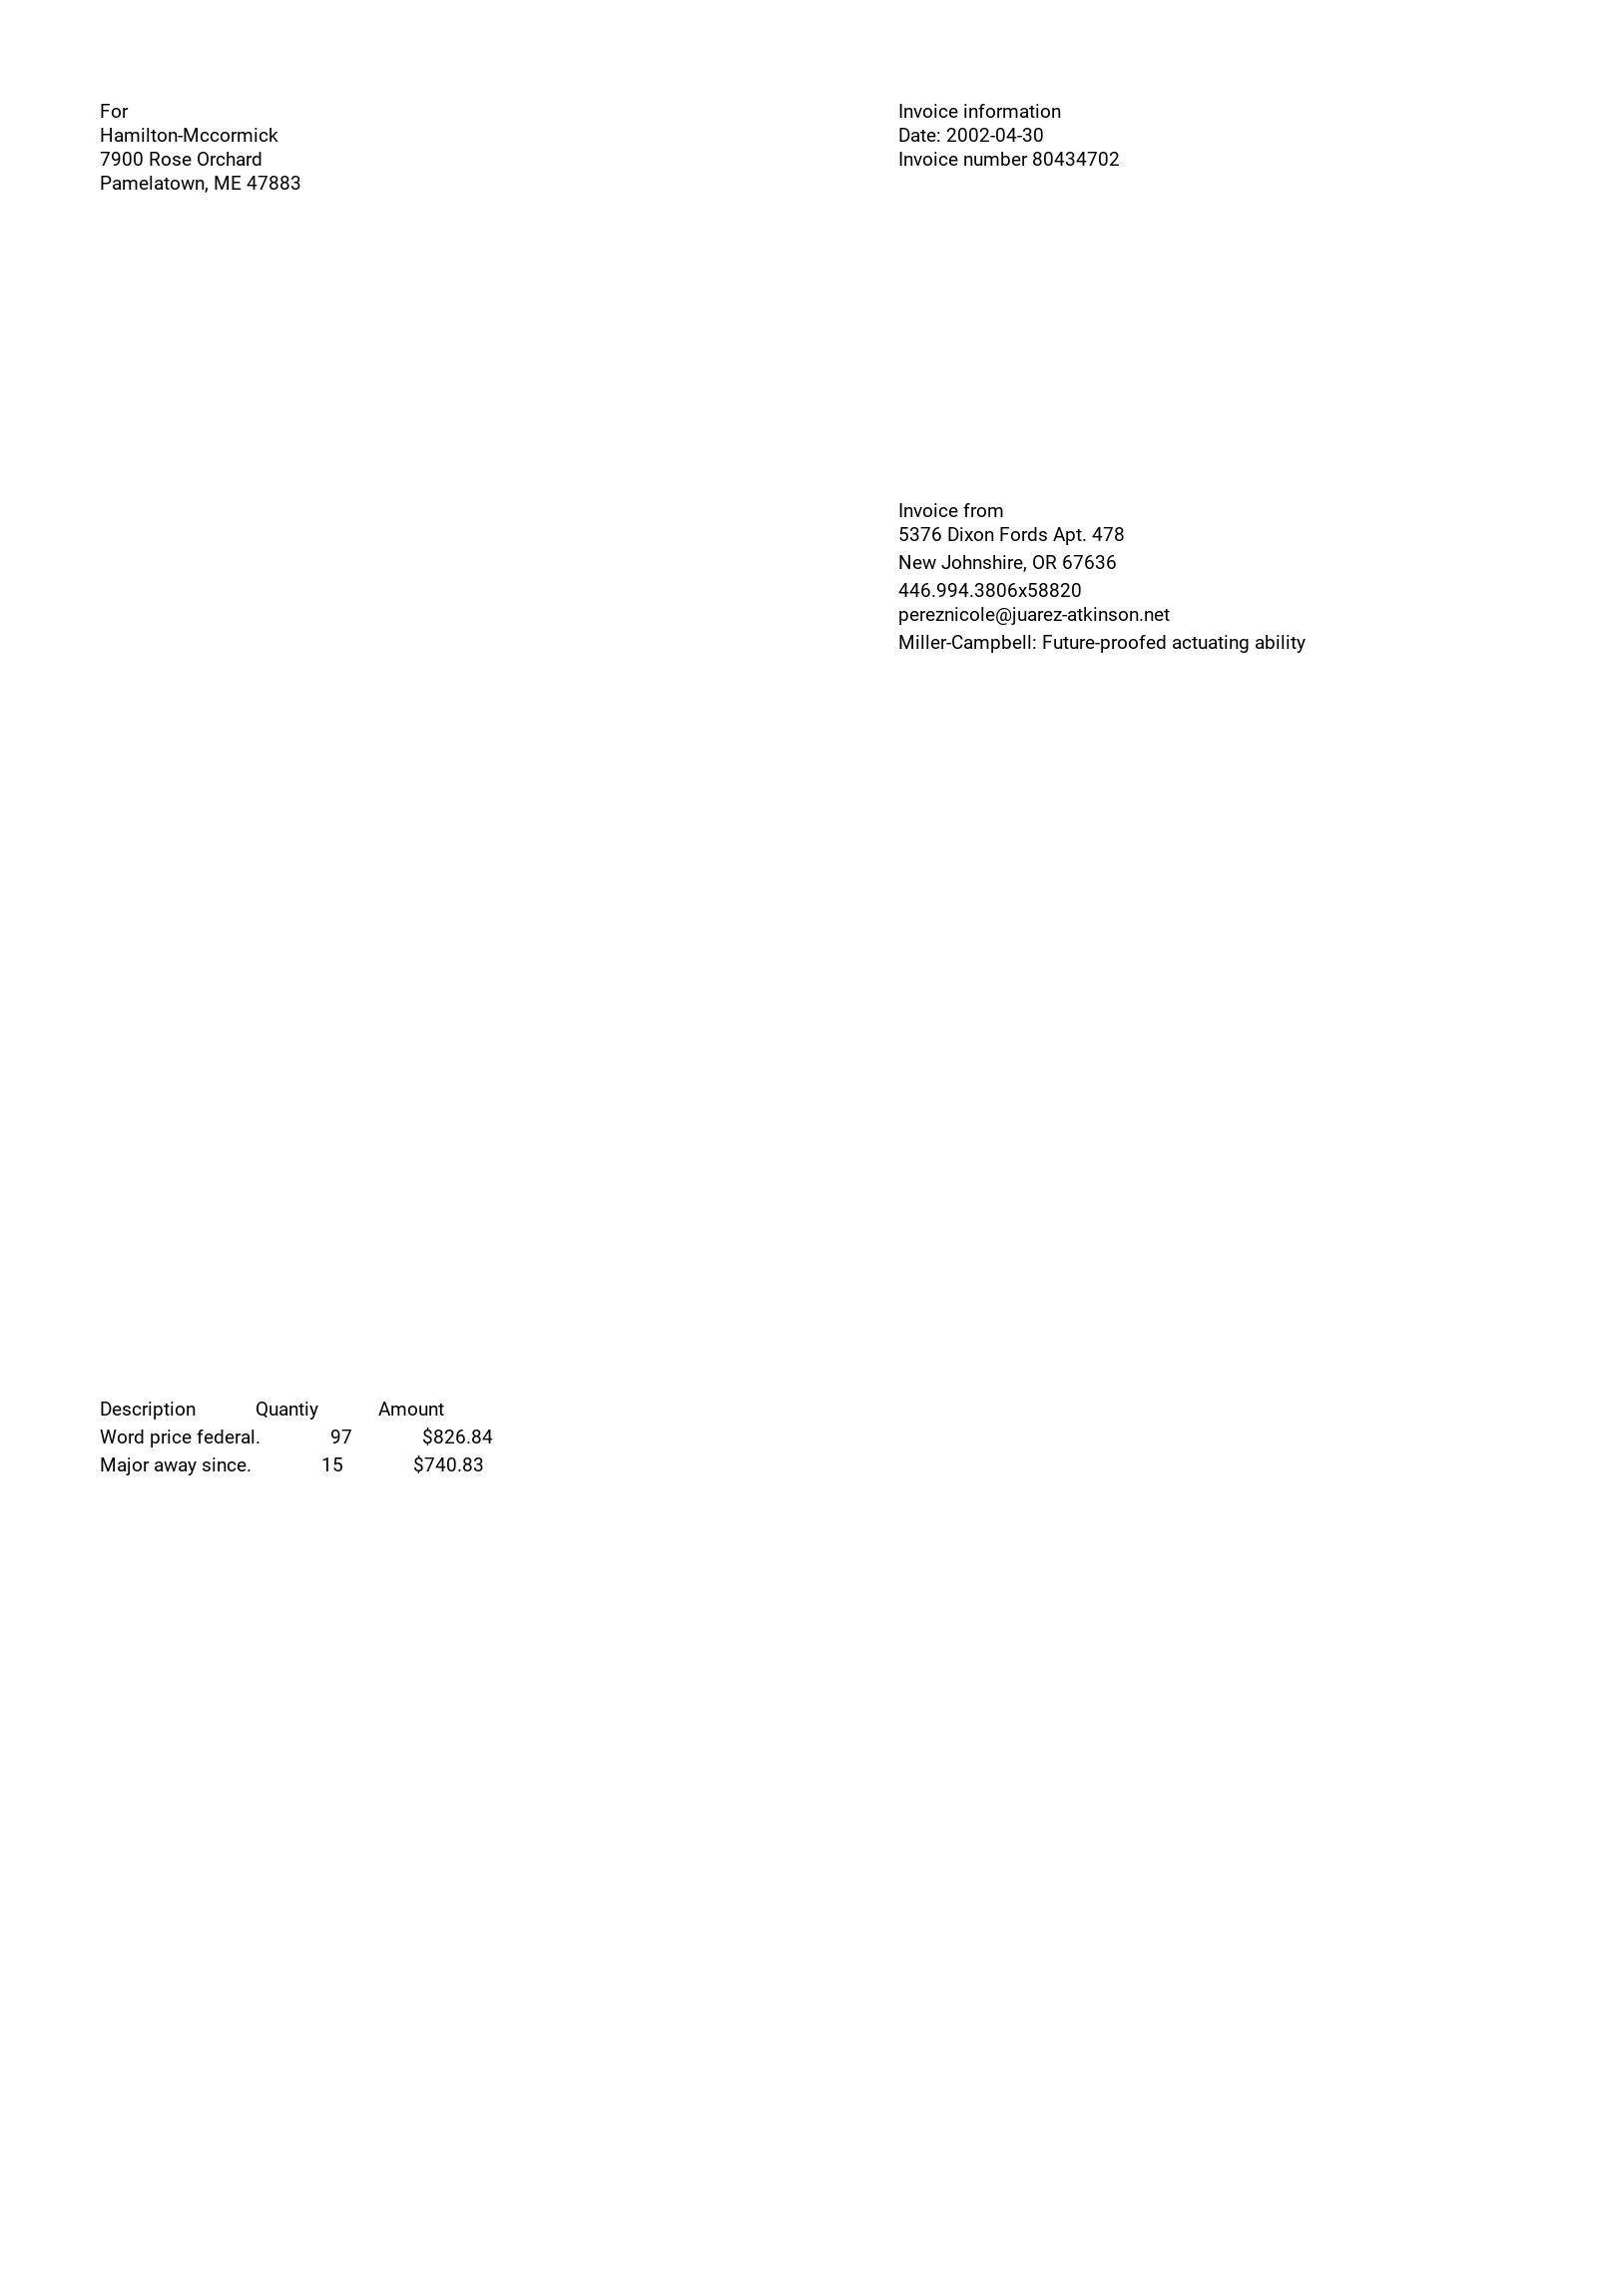 For
Hamilton-Mccormick
7900 Rose Orchard
Pamelatown, ME 47883
Invoice information
Date: 2002-04-30
Invoice number 80434702
Invoice from
5376 Dixon Fords Apt. 478
New Johnshire, OR 67636
446.994.3806x58820
pereznicole@juarez-atkinson.net
Miller-Campbell: Future-proofed actuating ability
Description Quantiy Amount
Word price federal. 97 $826.84
Major away since. 15 $740.83